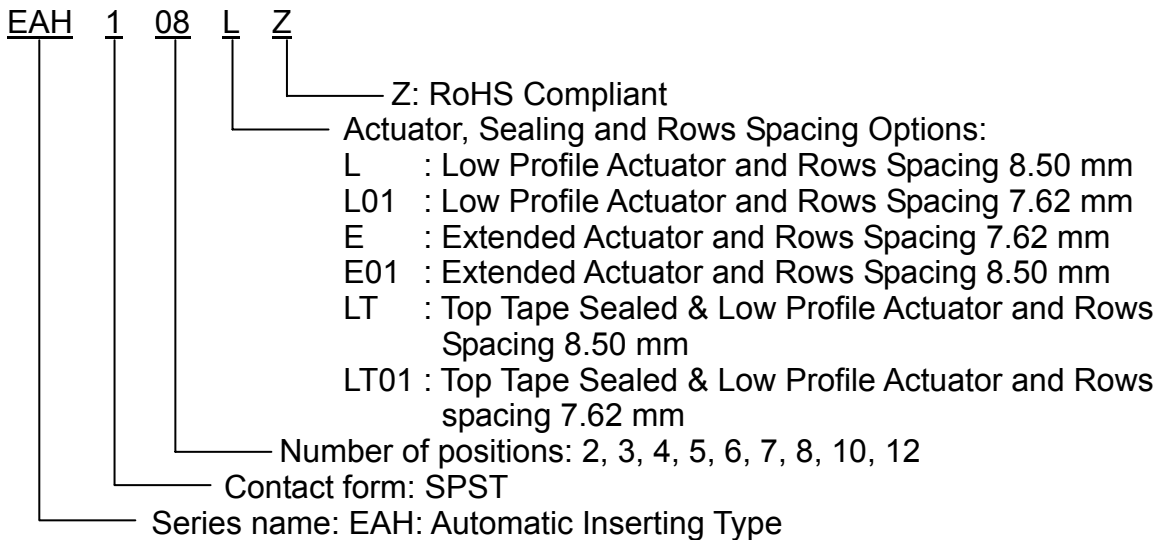 EAH 1 08 L Z
Z: RoHS Compliant
Actuator, Sealing and Rows Spacing Options:
L : Low Profile Actuator and Rows Spacing 8.50 mm
L01 : Low Profile Actuator and Rows Spacing 7.62 mm
E : Extended Actuator and Rows Spacing 7.62 mm
E01 : Extended Actuator and Rows Spacing 8.50 mm
LT : Top Tape Sealed & Low Profile Actuator and Rows
Spacing 8.50 mm
LT01 : Top Tape Sealed & Low Profile Actuator and Rows
spacing 7.62 mm
Number of positions: 2, 3, 4, 5, 6, 7, 8, 10, 12
Contact form: SPST
Series name: EAH: Automatic Inserting Type